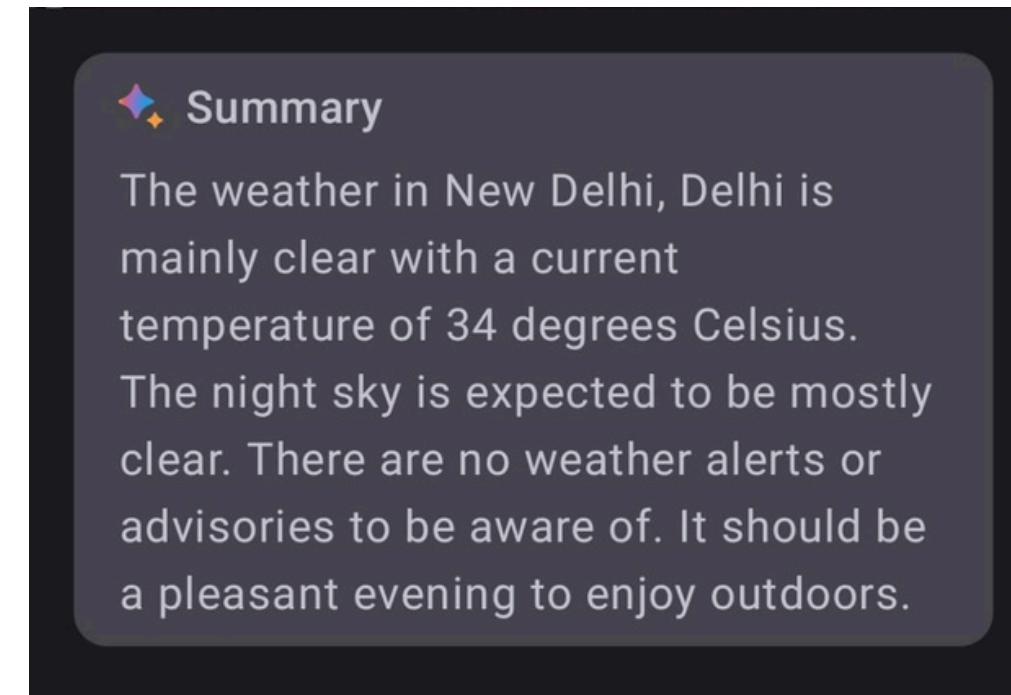 Summary
The weather in New Delhi, Delhi is
mainly clear with a current
temperature of 34 degrees Celsius.
The night sky is expected to be mostly
clear. There are no weather alerts or
advisories to be aware of. It should be
a pleasant evening to enjoy outdoors.